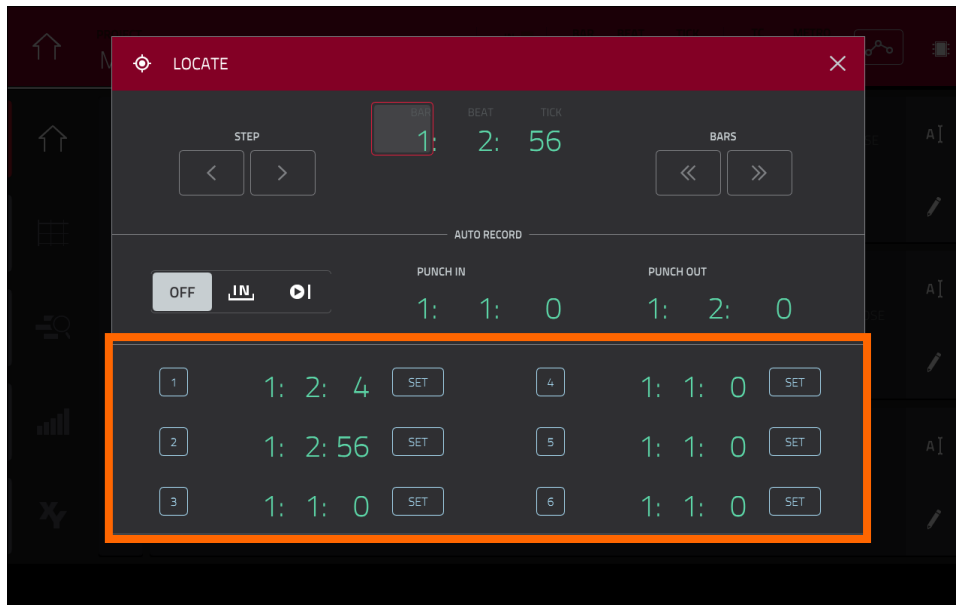 LOCATE
BAR BEAT TICK
STEP 1: 2: 56 BARS
AUTO RECORD
PUNCH IN PUNCH OUT
OFF IN 1: 1: 0 1: 2: 0
1 1: 2: 4 SET 4 1: 1: 0 SET
2 1: 2: 56 SET 5 1: 1: 0 SET
3 1: 1: 0 SET 6 1: 1: 0 SET